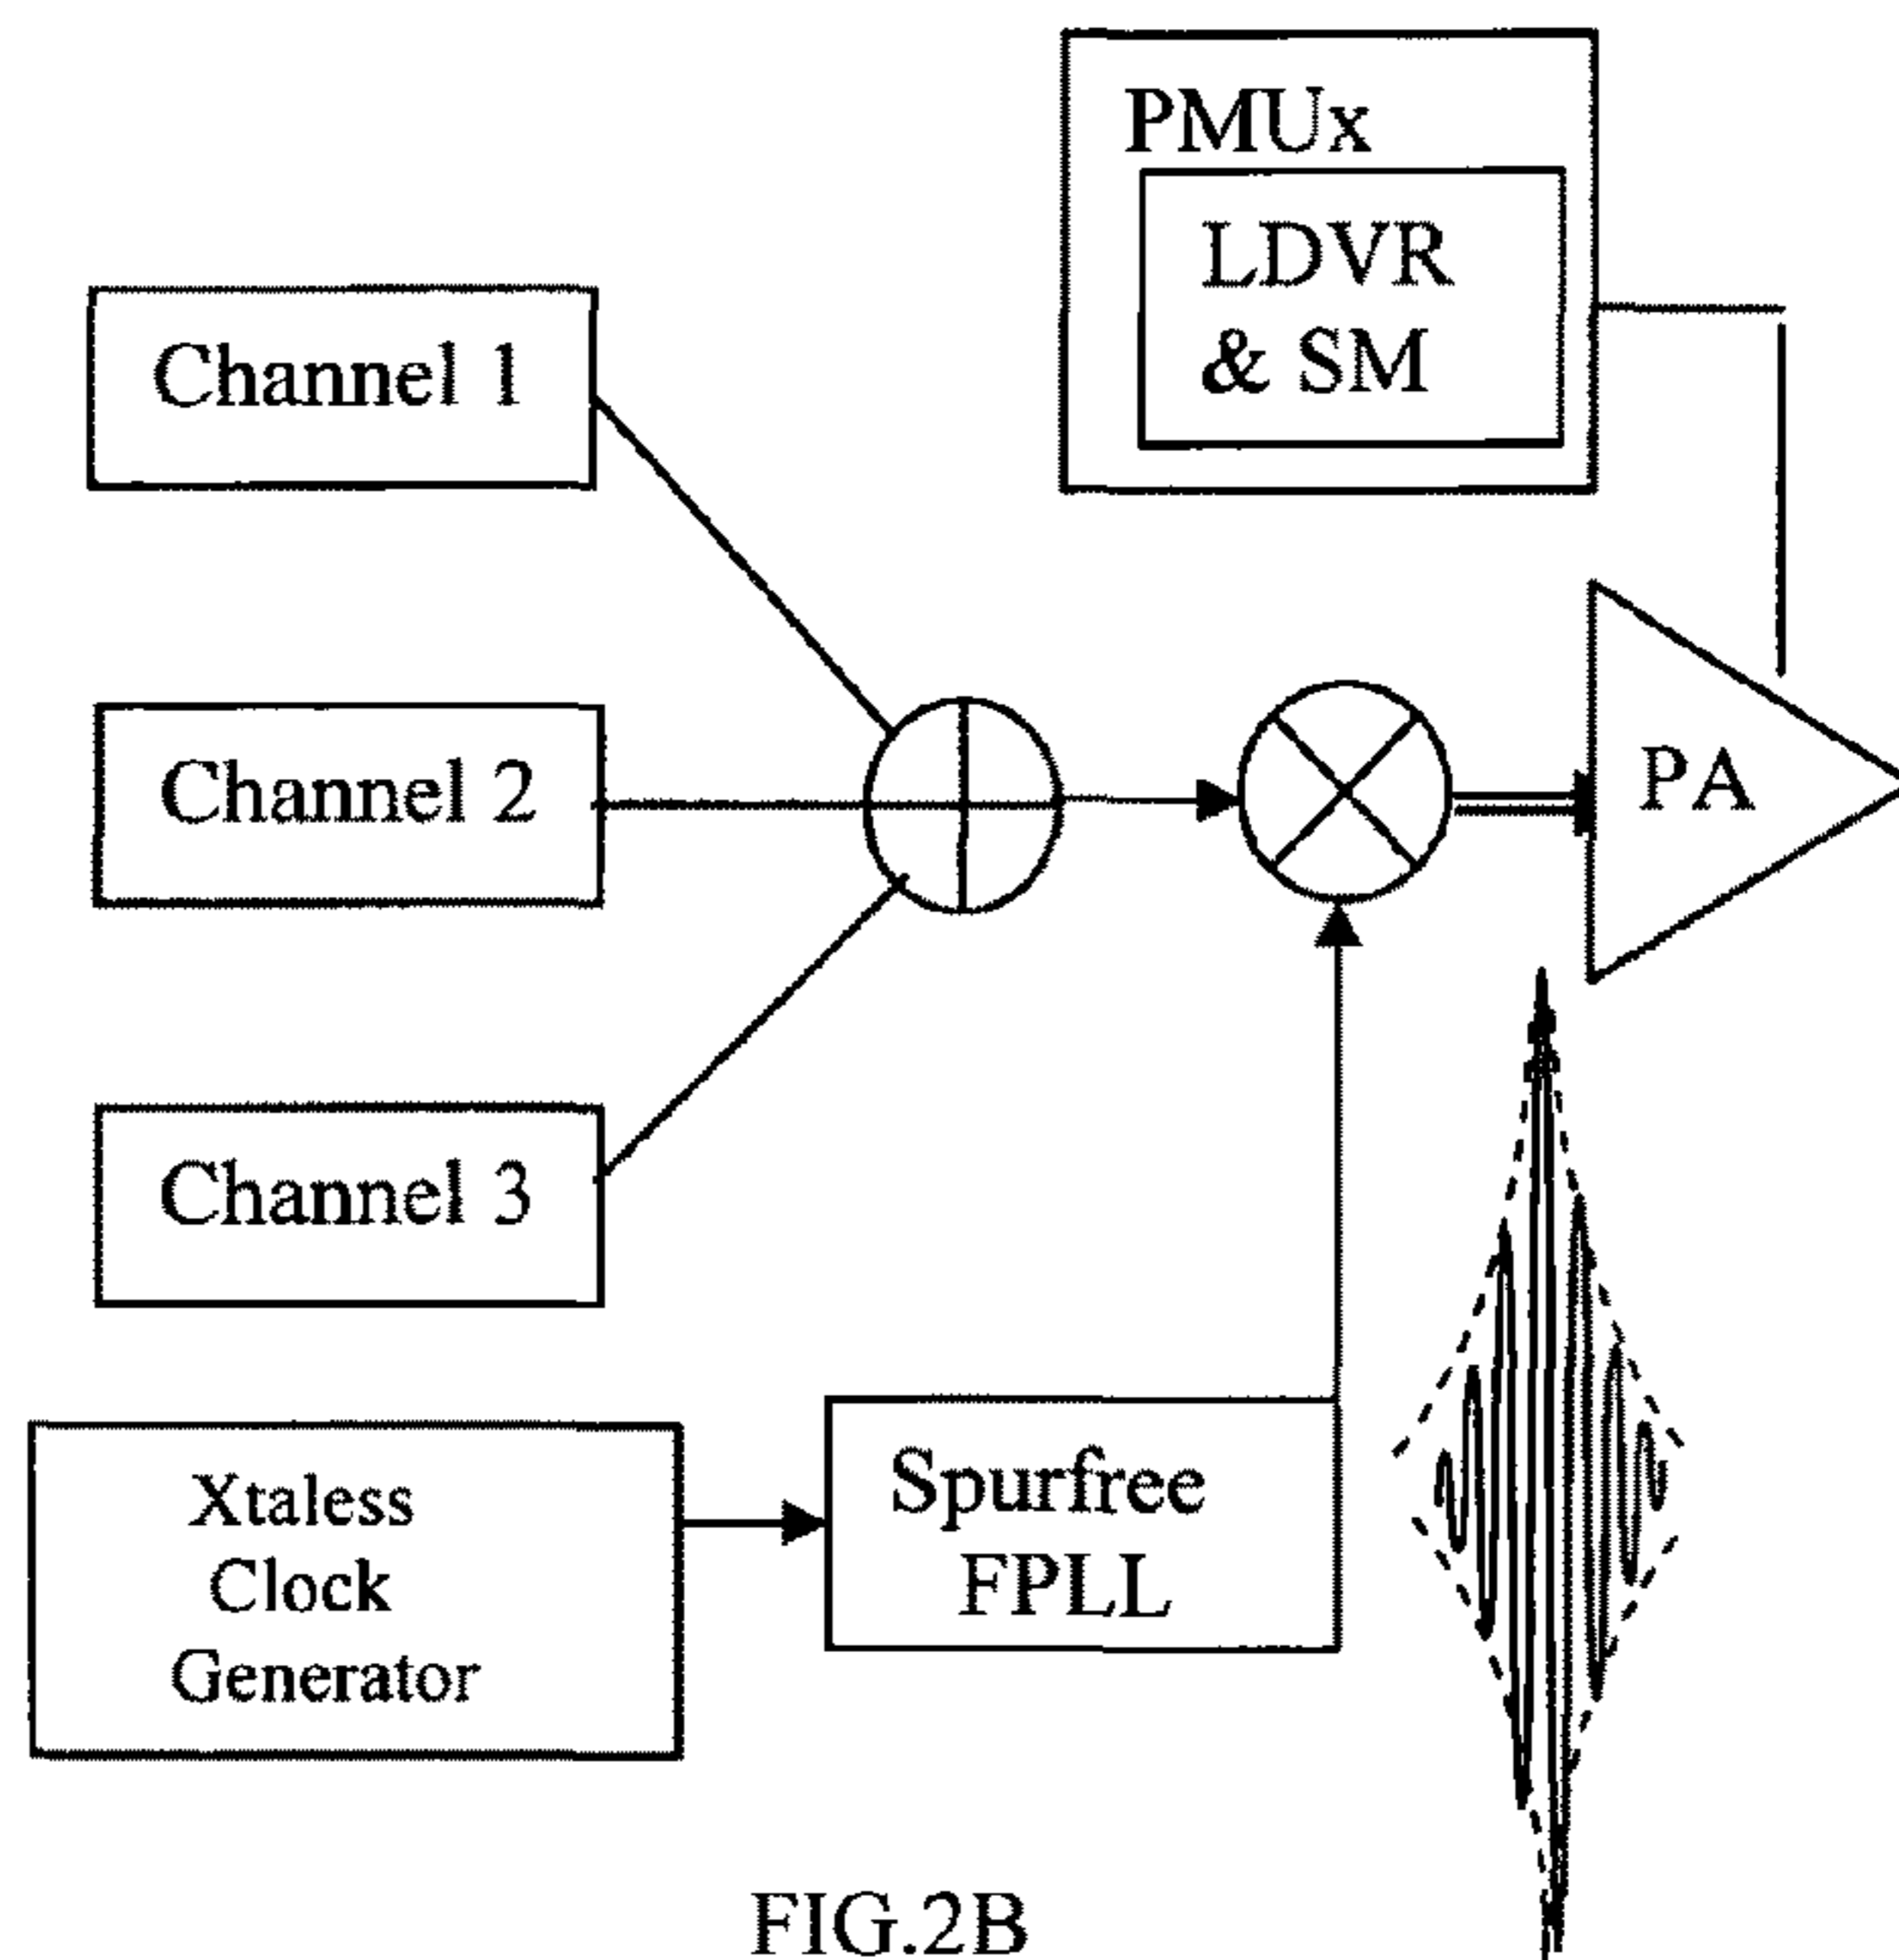 PMUx
LDVR
& SM
Channel 1
Channel 2
PA
Channel 3
Xtaless
Clock
Generator
Spurfree
FPLL
FIG.2B